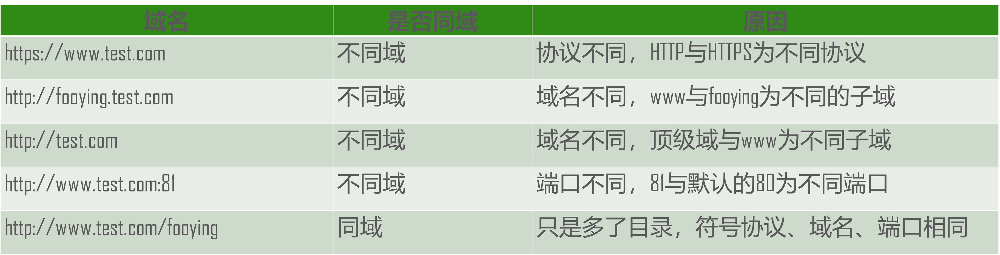 域名 是否同域 原因
https://www.test.com 不同域 协议不同，HTTP与HTTPS为不同协议
http://fooying.test.com 不同域 域名不同，www与fooying为不同的子域
http://test.com 不同域 域名不同，顶级域与www为不同子域
http://www.test.com:81 不同域 端口不同，81与默认的80为不同端口
http://www.test.com/fooying 同域 只是多了目录，符号协议、域名、端口相同